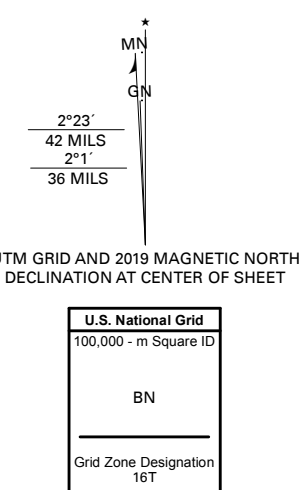 MN
GN
2°23´
42 MILS
2°1´
36 MILS
UTM GRID AND 2019 MAGNETIC NORTH
DECLINATION AT CENTER OF SHEET
U.S. National Grid
100,000 - m Square ID
BN
Grid Zone Designation
16T